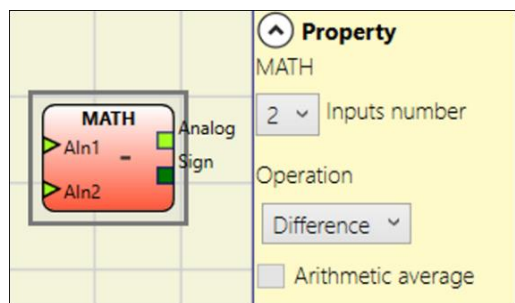 MATH
AIn1
-
AIn2
Analog
Sign
Property
MATH
2 Inputs number
Operation
Difference
Arithmetic average